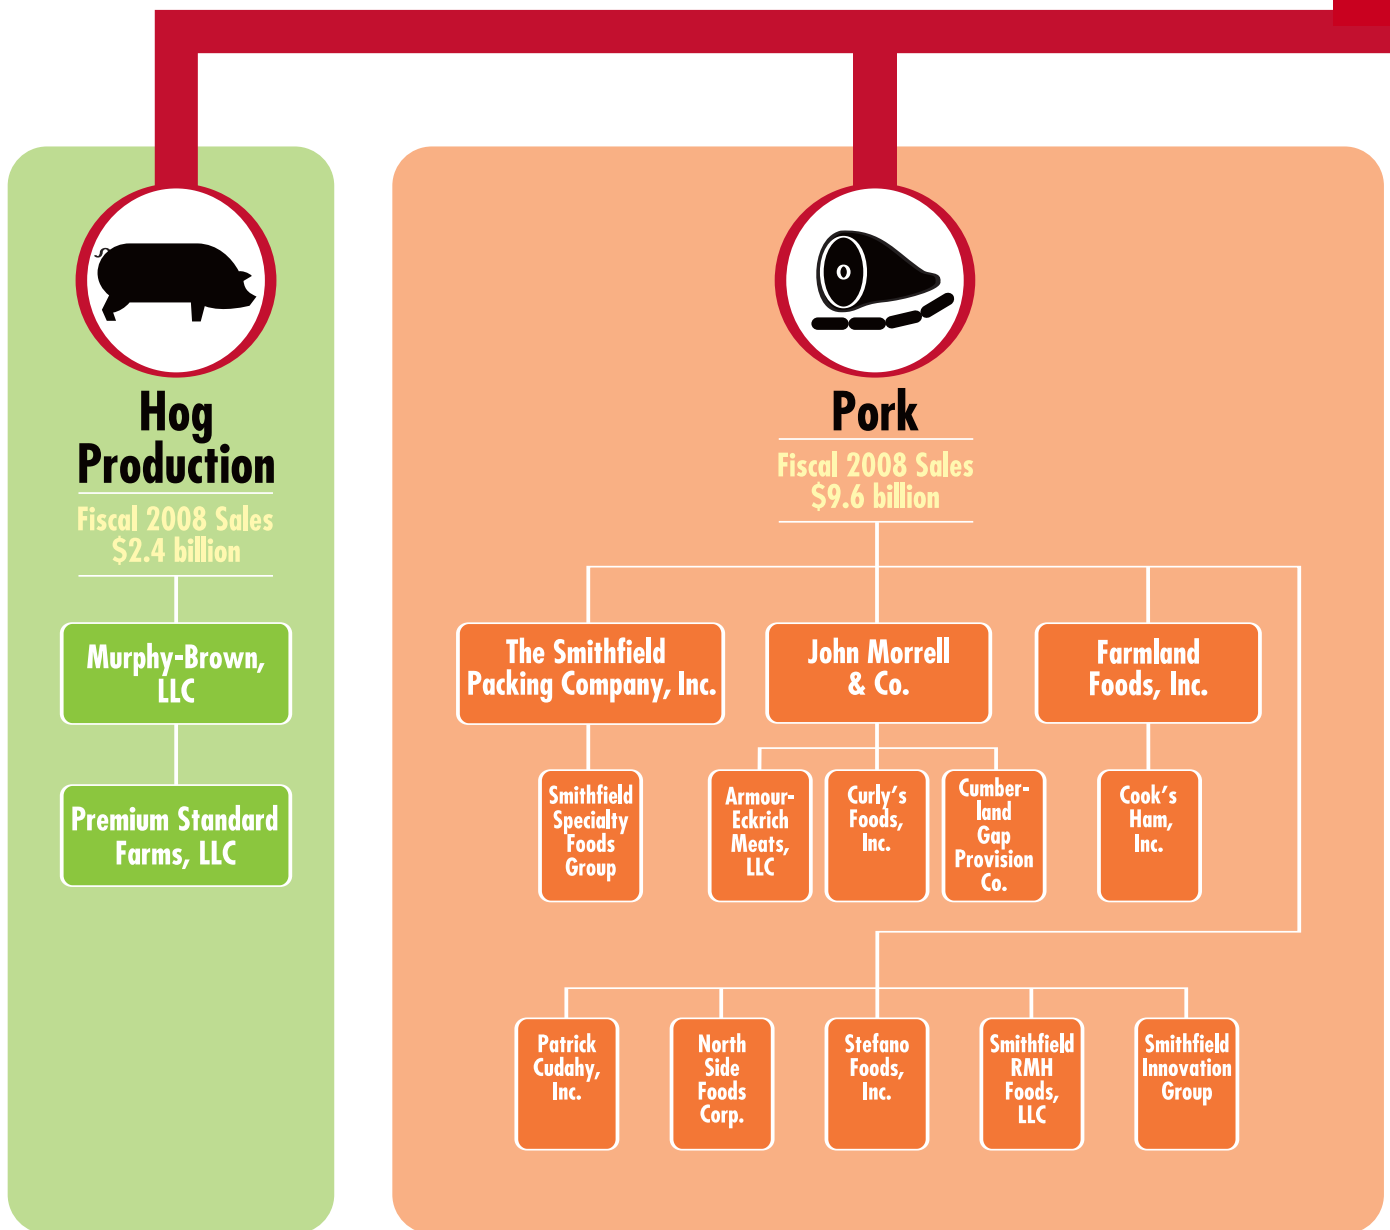 Hog
Production
Fiscal 2008 Sales
$2.4 billion
Murphy-Brown,
LLC
Premium Standard
Farms, LLC
Pork
Fiscal 2008 Sales
$9.6 billion
The Smithfield
Packing Company, Inc.
John Morrell
& Co.
Farmland
Foods, Inc.
Smithfield
Specialty
Foods
Group
Armour-
Eckrich
Meats,
LLC
Curly's
Foods,
Inc.
Cumber-
land
Gap
Provision
Co.
Cook's
Ham,
Inc.
Patrick
Cudahy,
Inc.
North
Side
Foods
Corp.
Stefano
Foods,
Inc.
Smithfield
RMH
Foods,
LLC
Smithfield
Innovation
Group